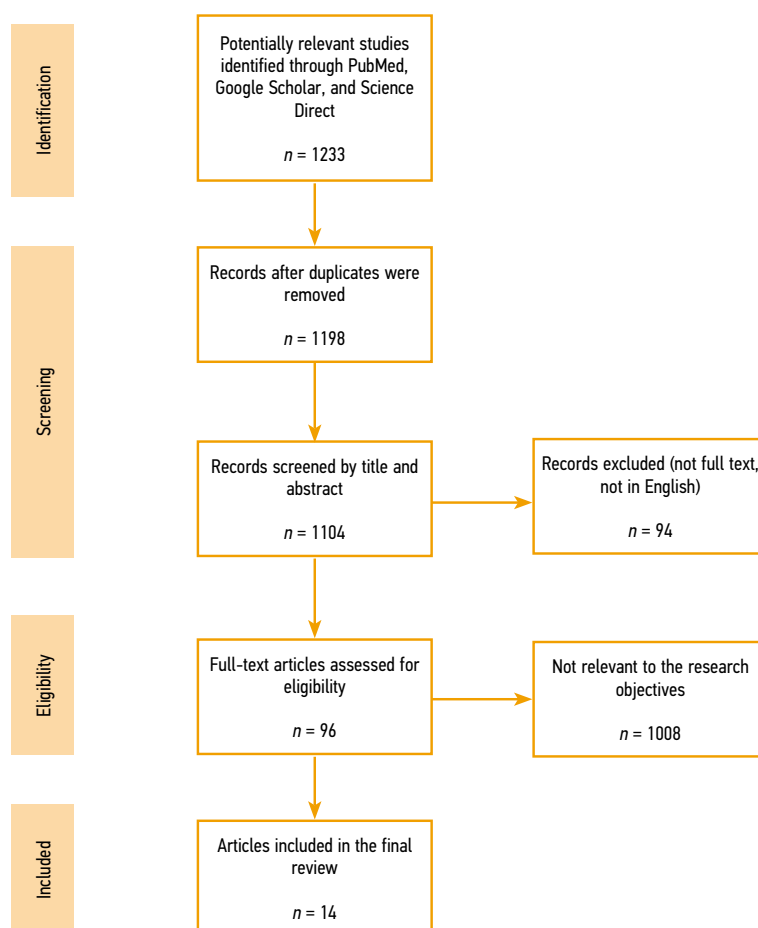 Identification
Potentially relevant studies
identified through PubMed,
Google Scholar, and Science
Direct
n = 1233
Screening
Records after duplicates were
removed
n = 1198
Records screened by title and
abstract
n = 1104
Records excluded (not full text,
not in English)
n = 94
Eligibility
Full-text articles assessed for
eligibility
n = 96
Not relevant to the research
objectives
n = 1008
Included
Articles included in the final
review
n = 14